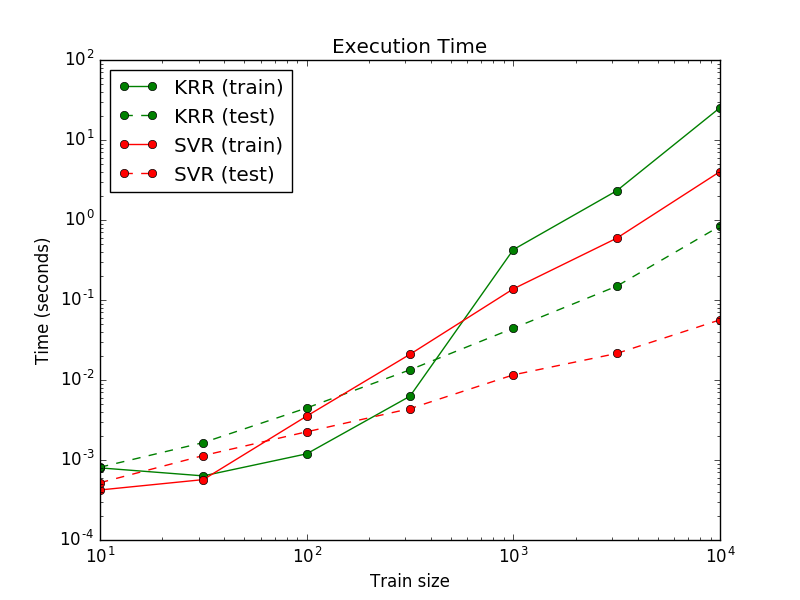 Execution Time
KRR (train)
KRR (test)
SVR (train)
SVR (test)
10²
10¹
10⁰
10⁻¹
10⁻²
10⁻³
10⁻⁴
Time (seconds)
10¹ 10² 10³ 10⁴
Train size